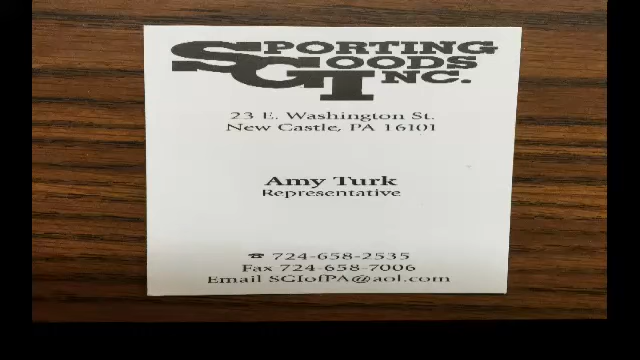 SPORTING
GOODS
INC.
23 E. Washington St.
New Castle, PA 16101
Amy Turk
Representative
☎ 724-658-2535
Fax 724-658-7006
Email SGIofPA@aol.com